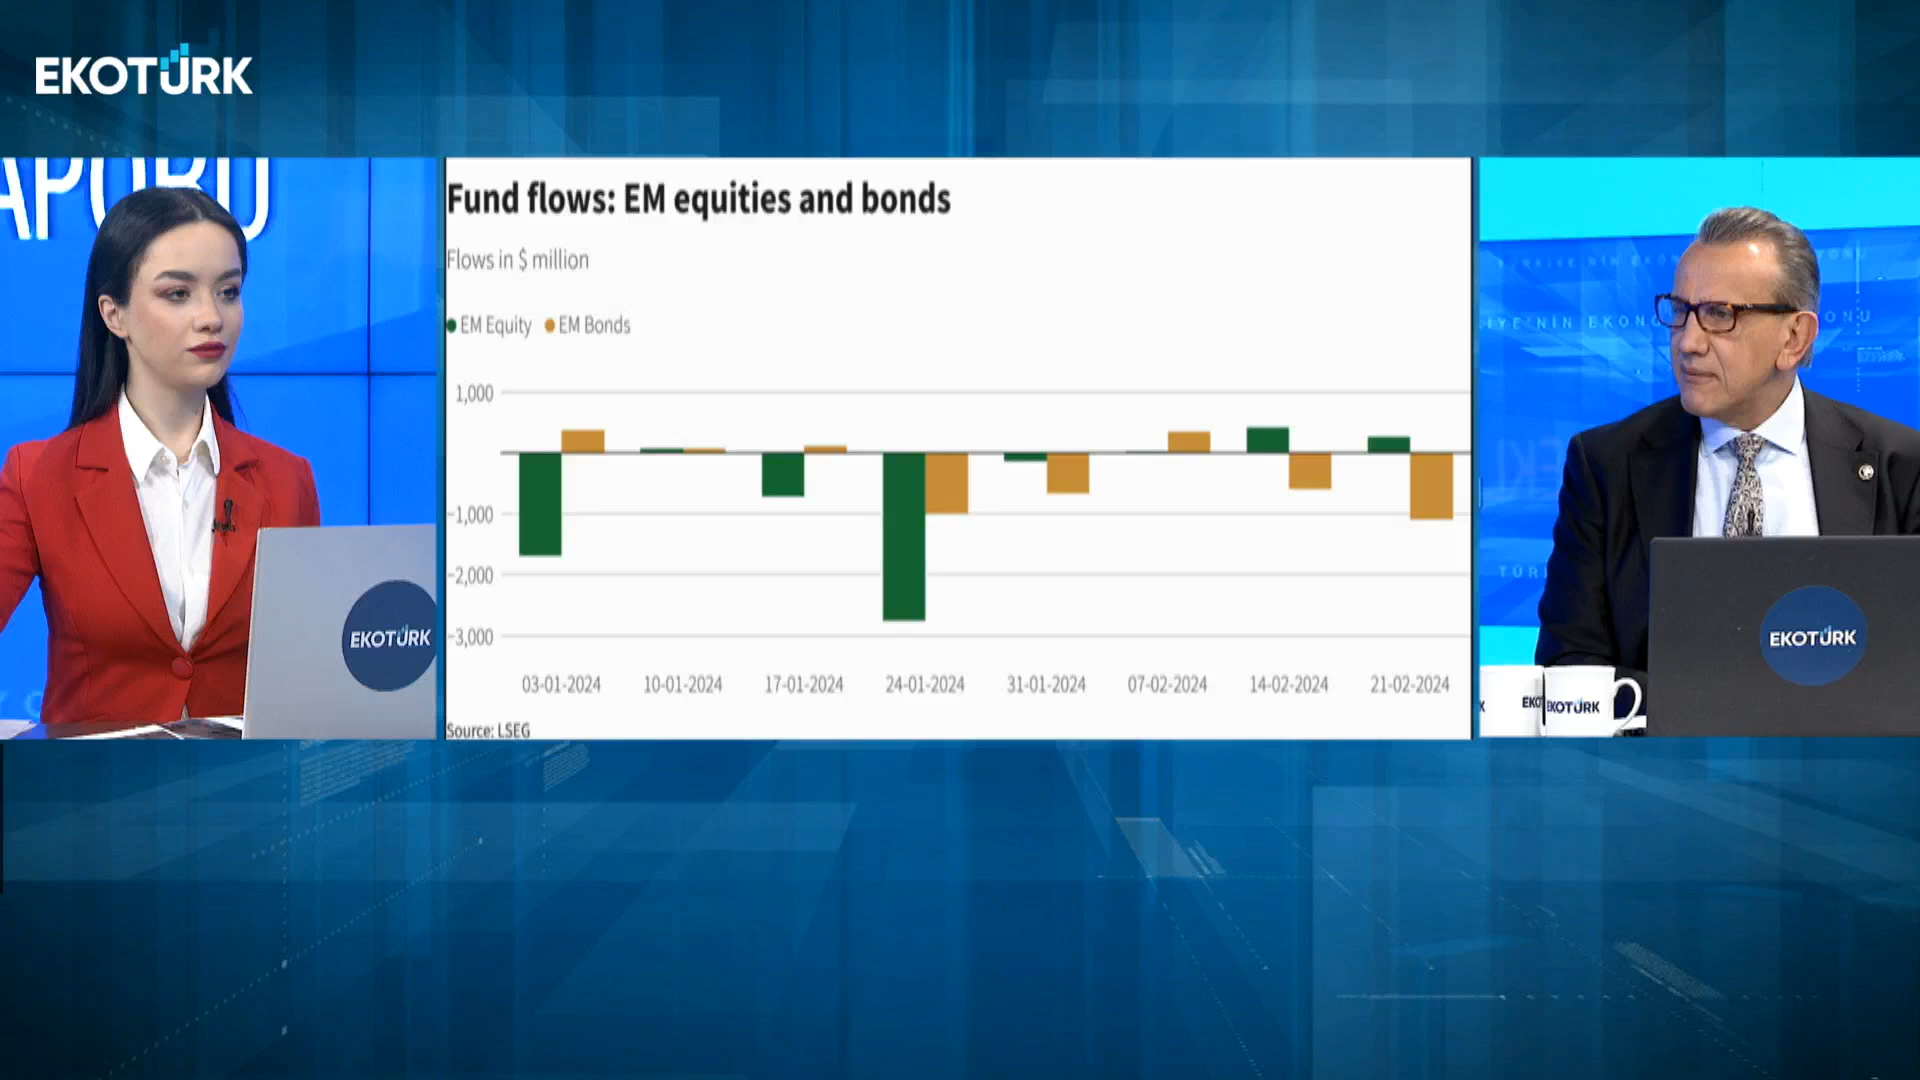 EKOTÜRK
APORU
Fund flows: EM equities and bonds
Flows in $ million
EM Equity EM Bonds
1,000
-1,000
-2,000
-3,000
03-01-2024 10-01-2024 17-01-2024 24-01-2024 31-01-2024 07-02-2024 14-02-2024 21-02-2024
Source: LSEG
EKOTÜRK
EKOTÜRK
EKOTÜRK